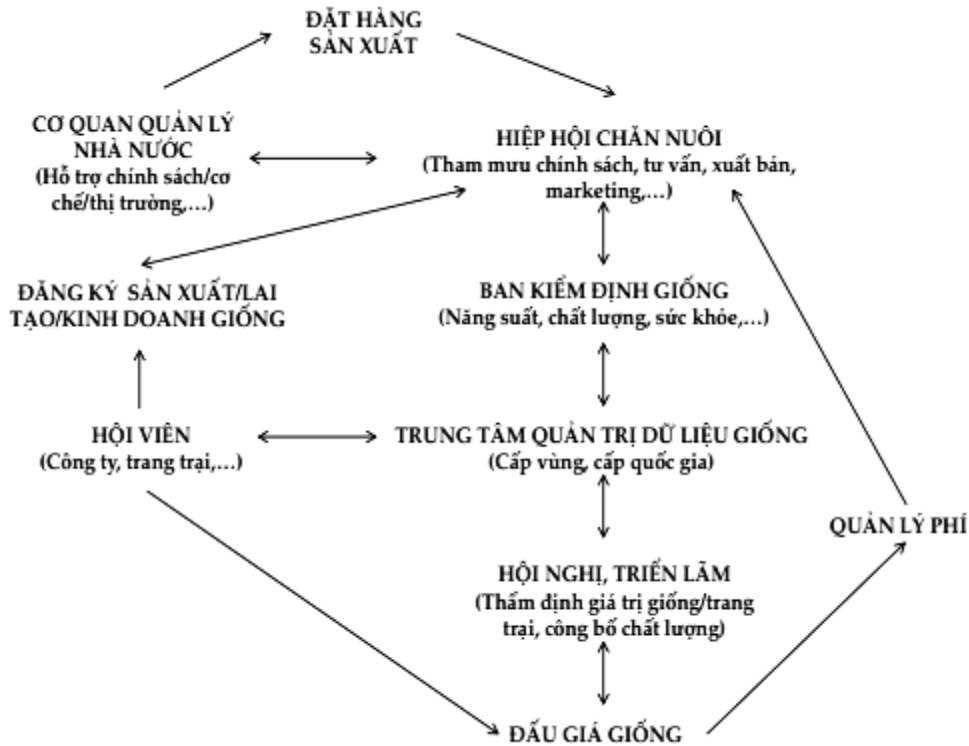 ĐẶT HÀNG
SẢN XUẤT
CƠ QUAN QUẢN LÝ
NHÀ NƯỚC
(Hỗ trợ chính sách/cơ
chế/thị trường,...)
HIỆP HỘI CHĂN NUÔI
(Tham mưu chính sách, tư vấn, xuất bản,
marketing,...)
ĐĂNG KÝ SẢN XUẤT/LAI
TẠO/KINH DOANH GIỐNG
BAN KIỂM ĐỊNH GIỐNG
(Năng suất, chất lượng, sức khỏe,...)
HỘI VIÊN
(Công ty, trang trại,...)
TRUNG TÂM QUẢN TRỊ DỮ LIỆU GIỐNG
(Cấp vùng, cấp quốc gia)
QUẢN LÝ PHÍ
HỘI NGHỊ, TRIỂN LÃM
(Thẩm định giá trị giống/trang
trại, công bố chất lượng)
ĐẤU GIÁ GIỐNG